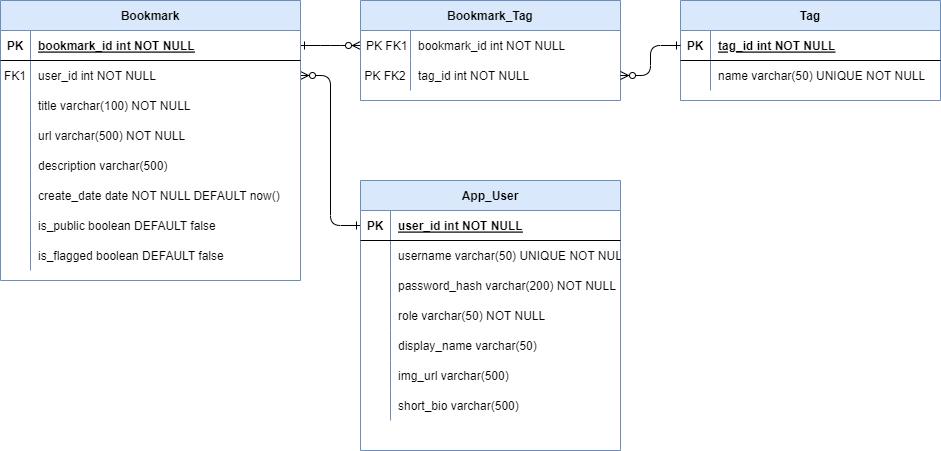 Bookmark
PK bookmark_id int NOT NULL
FK1 user_id int NOT NULL
title varchar(100) NOT NULL
url varchar(500) NOT NULL
description varchar(500)
create_date date NOT NULL DEFAULT now()
is_public boolean DEFAULT false
is_flagged boolean DEFAULT false
Bookmark_Tag
PK FK1 bookmark_id int NOT NULL
PK FK2 tag_id int NOT NULL
Tag
PK tag_id int NOT NULL
name varchar(50) UNIQUE NOT NULL
App_User
PK user_id int NOT NULL
username varchar(50) UNIQUE NOT NUL
password_hash varchar(200) NOT NULL
role varchar(50) NOT NULL
display_name varchar(50)
img_url varchar(500)
short_bio varchar(500)